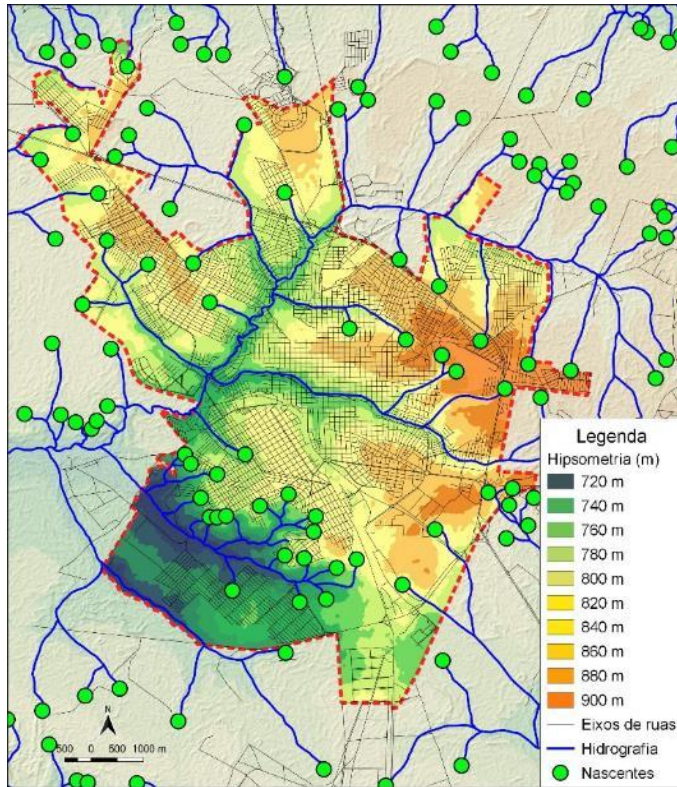 Legenda
Hipsometria (m)
720 m
740 m
760 m
780 m
800 m
820 m
840 m
860 m
880 m
900 m
Eixos de ruas
Hidrografia
Nascentes
N
500 0 500 1000 m